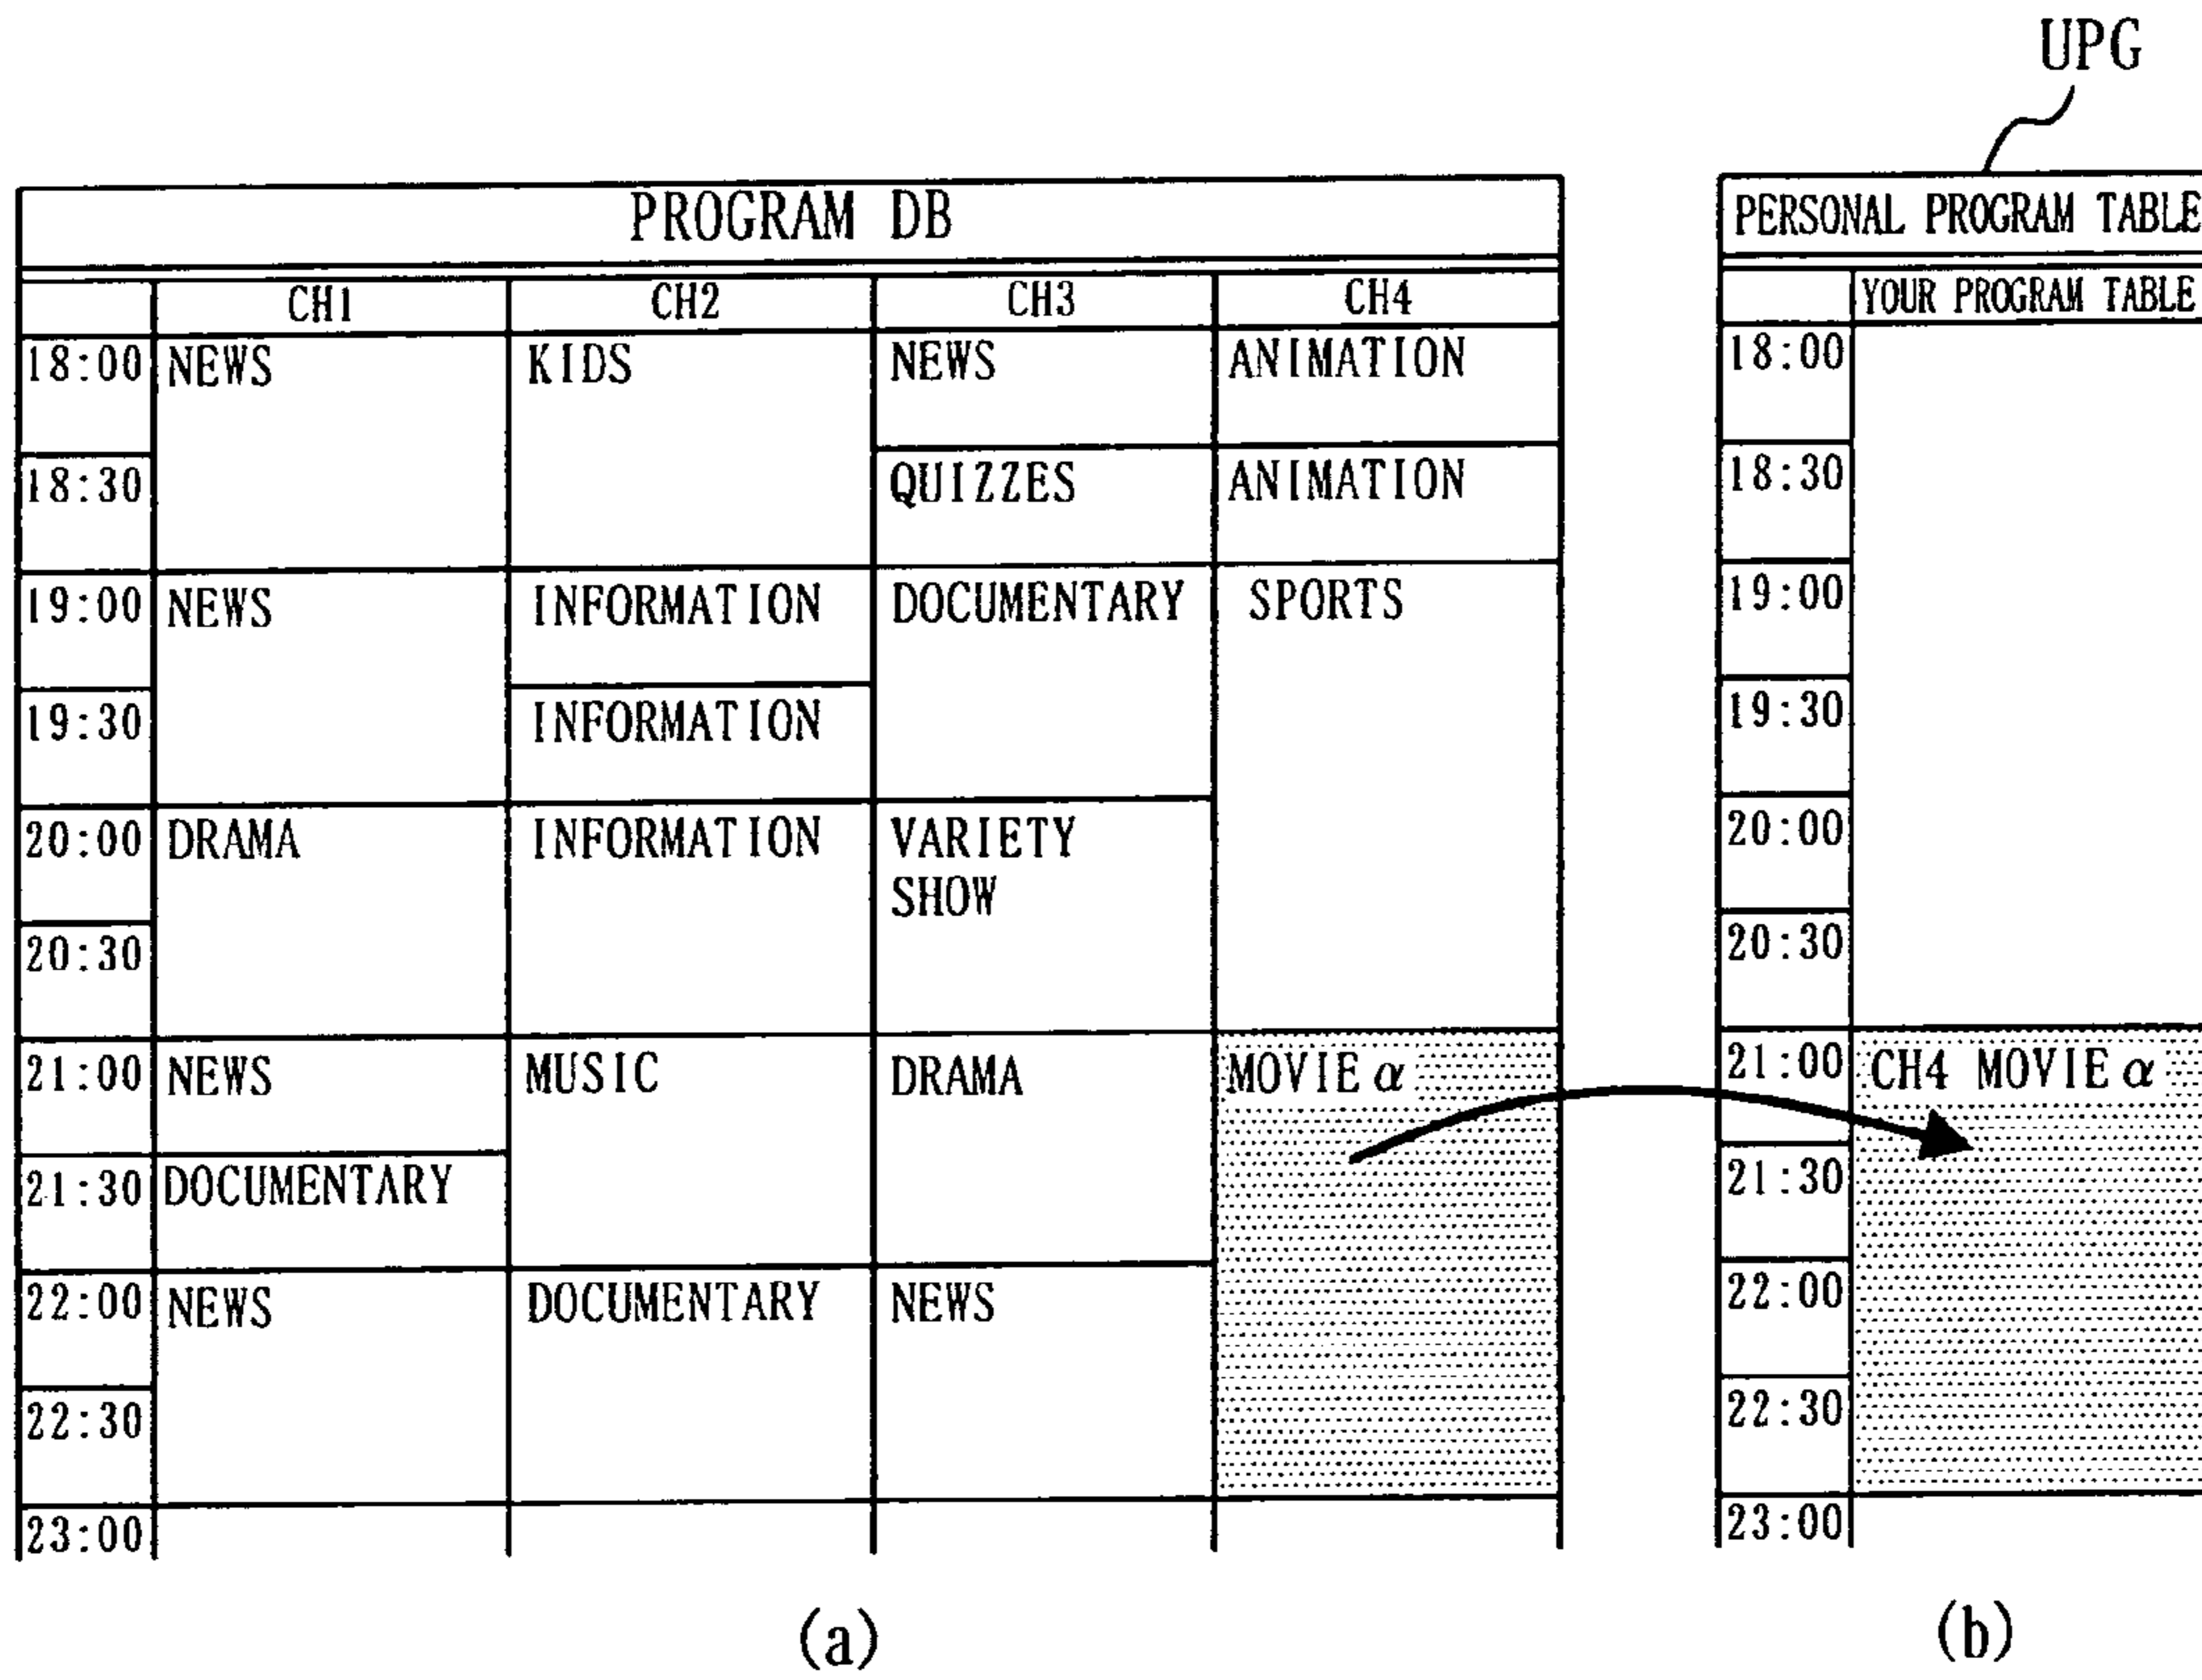 UPG
PROGRAM DB
CH1 CH2 CH3 CH4
18:00 NEWS KIDS NEWS ANIMATION
18:30 QUIZZES ANIMATION
19:00 NEWS INFORMATION DOCUMENTARY SPORTS
19:30 INFORMATION
20:00 DRAMA INFORMATION VARIETY
SHOW
20:30
21:00 NEWS MUSIC DRAMA MOVIE α
21:30 DOCUMENTARY
22:00 NEWS DOCUMENTARY NEWS
22:30
23:00
(a)
PERSONAL PROGRAM TABLE
YOUR PROGRAM TABLE
18:00
18:30
19:00
19:30
20:00
20:30
21:00 CH4 MOVIE α
21:30
22:00
22:30
23:00
(b)